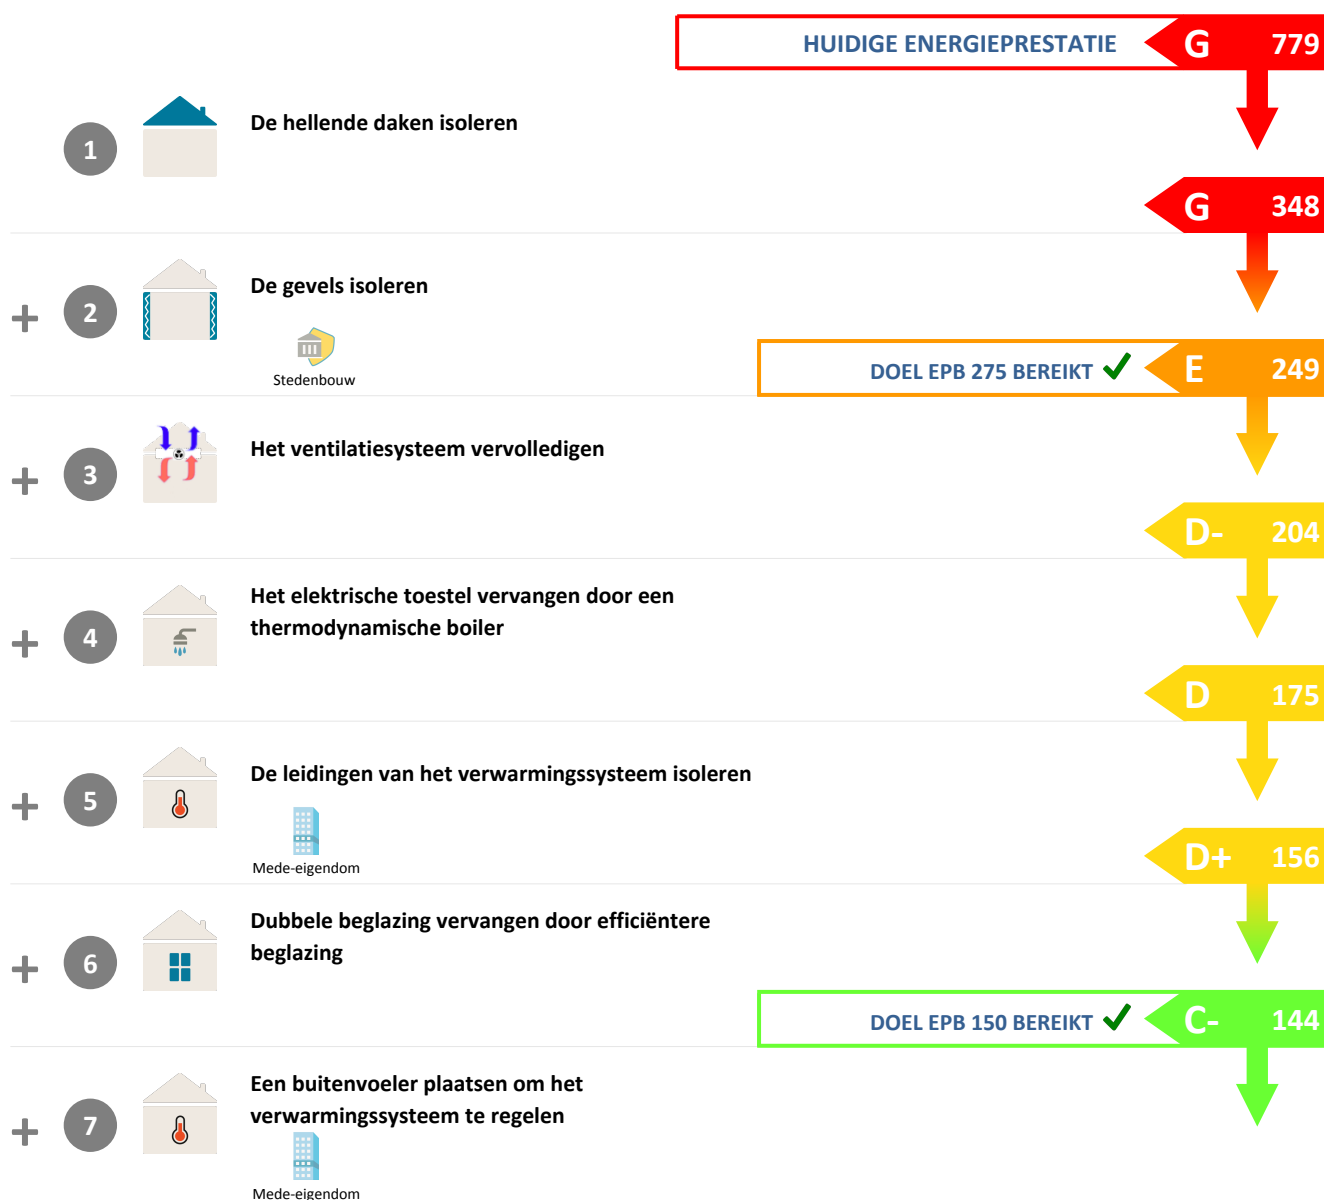 HUIDIGE ENERGIEPRESTATIE G 779
1 De hellende daken isoleren
G 348
+ 2 De gevels isoleren
Stedenbouw
DOEL EPB 275 BEREIKT ✓ E 249
+ 3 Het ventilatiesysteem vervolledigen
D- 204
+ 4 Het elektrische toestel vervangen door een
thermodynamische boiler
D 175
+ 5 De leidingen van het verwarmingssysteem isoleren
Mede-eigendom
D+ 156
+ 6 Dubbele beglazing vervangen door efficiëntere
beglazing
DOEL EPB 150 BEREIKT ✓ C- 144
+ 7 Een buitenvoeler plaatsen om het
verwarmingssysteem te regelen
Mede-eigendom